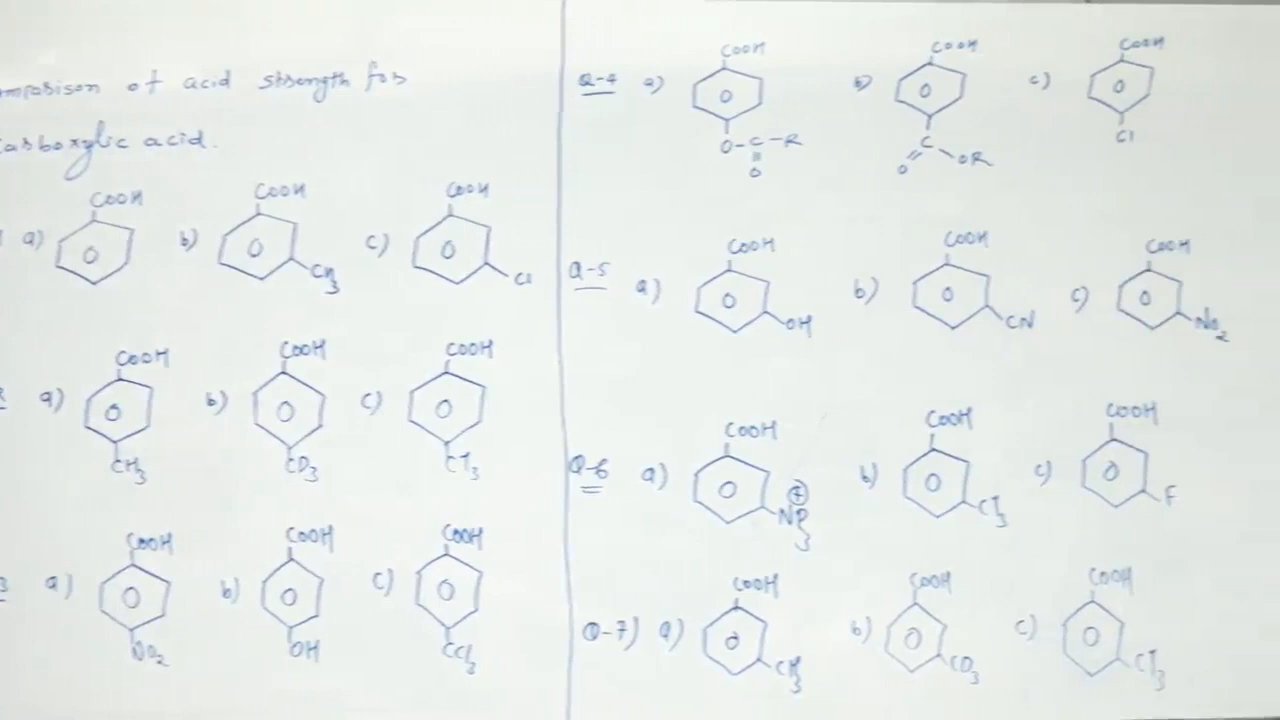 omparison of acid strength for
carboxylic acid.
a) COOH b) COOH CH3 c) COOH Cl
a) COOH CH3 b) COOH CD3 c) COOH CT3
3 a) COOH NO2 b) COOH OH c) COOH CCl3
Q-4 a) COOH O-C-R O b) COOH C O OR c) COOH Cl
Q-5 a) COOH OH b) COOH CN c) COOH NO2
Q-6 a) COOH ⊕ b) COOH CT3 c) COOH F
Q-7) a) COOH CH3 b) COOH CD3 c) COOH CT3